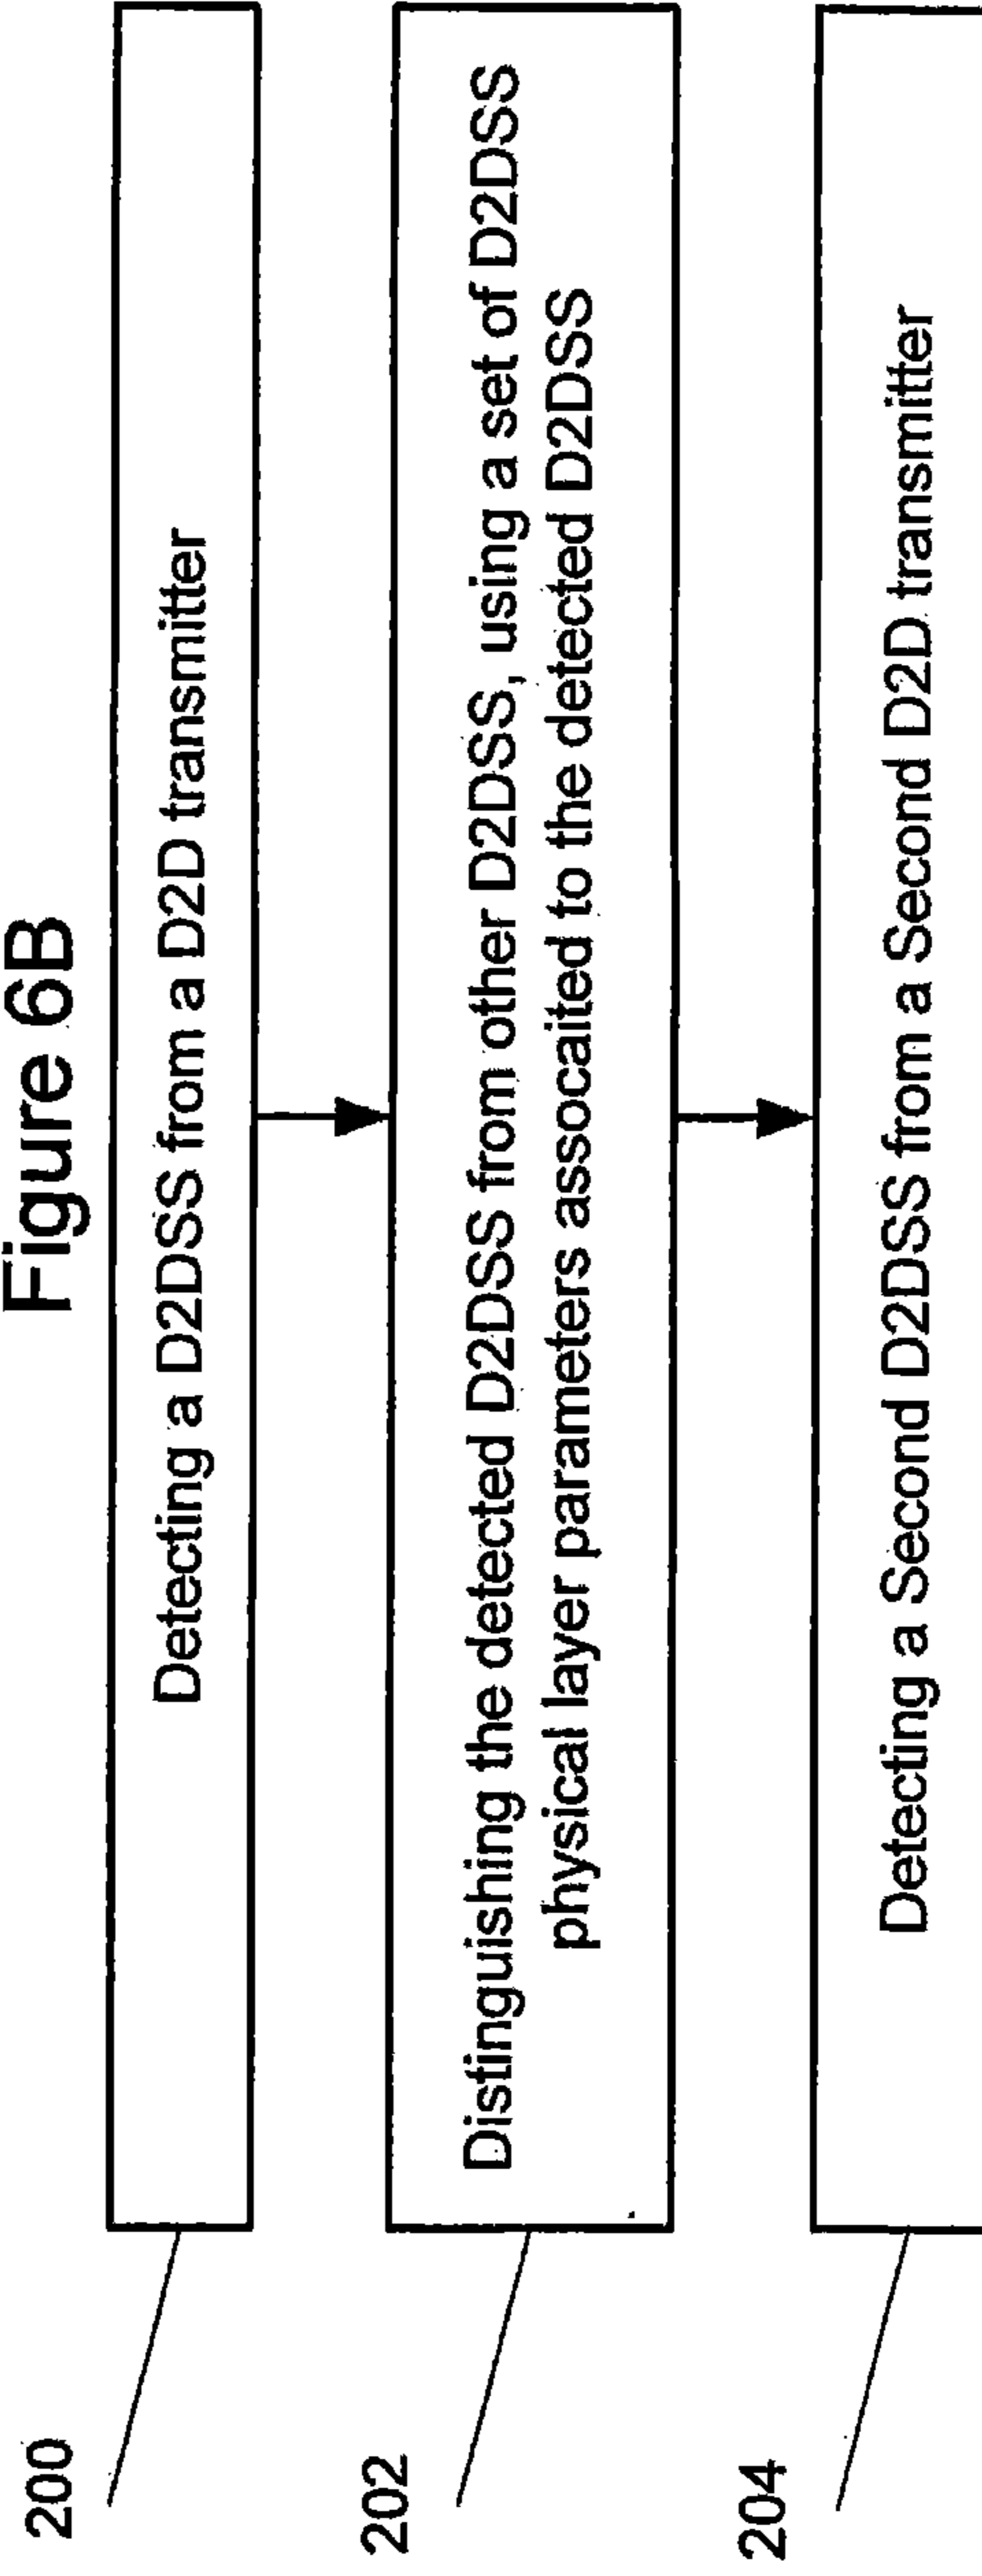 Figure 6B
200
Detecting a D2DSS from a D2D transmitter
202
Distinguishing the detected D2DSS from other D2DSS, using a set of D2DSS
physical layer parameters assocaited to the detected D2DSS
204
Detecting a Second D2DSS from a Second D2D transmitter